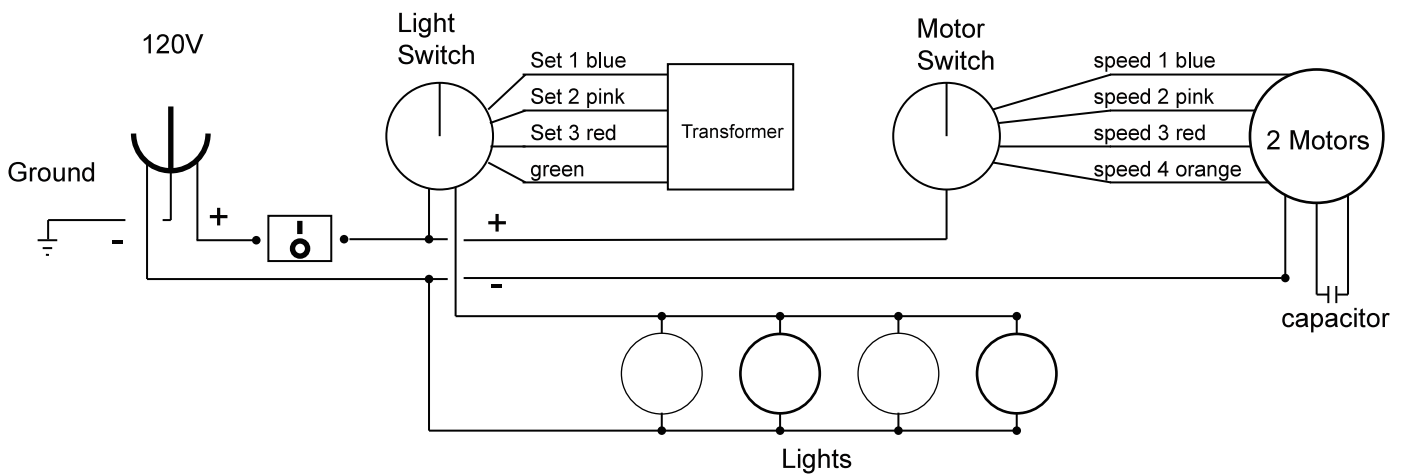 120V
Light
Switch
Motor
Switch
Set 1 blue
Set 2 pink
Set 3 red
green
Transformer
speed 1 blue
speed 2 pink
speed 3 red
speed 4 orange
2 Motors
Ground
+
-
+
-
capacitor
Lights